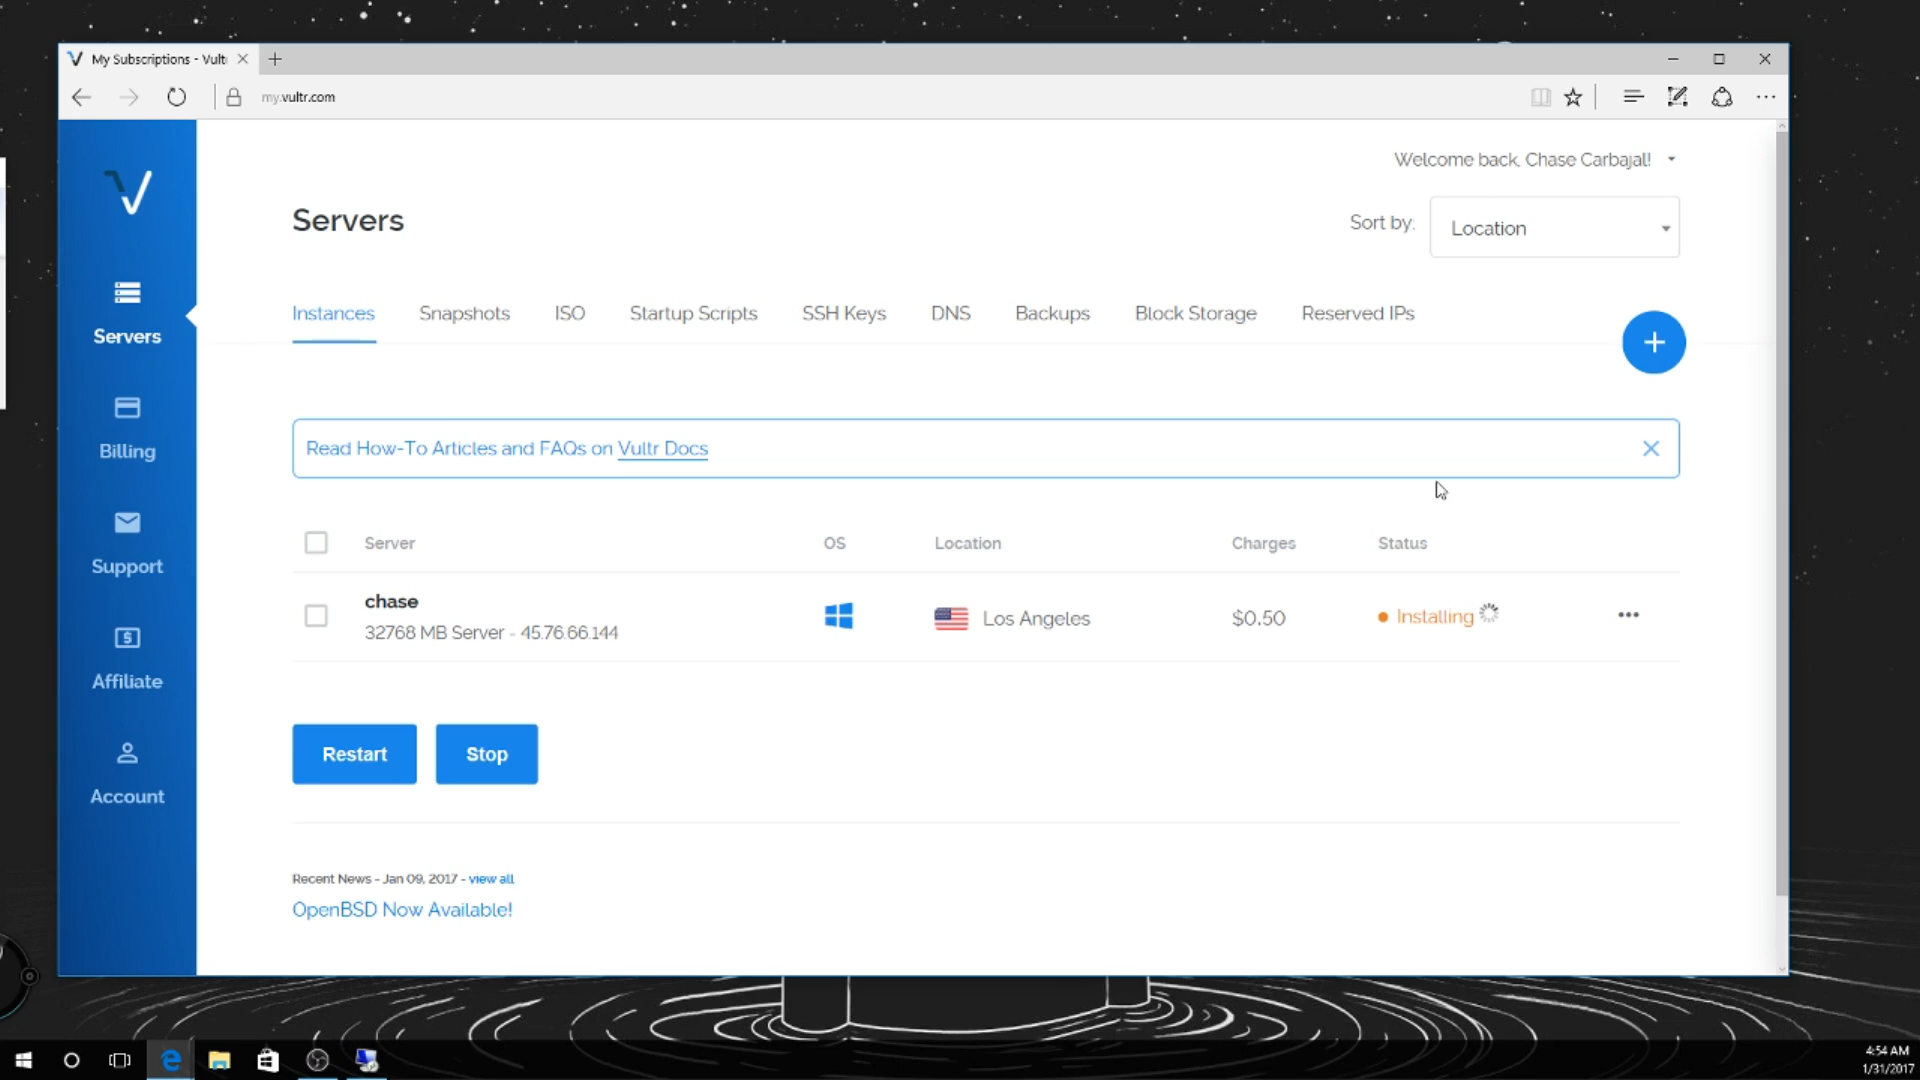 My Subscriptions - Vult
my.vultr.com
Welcome back, Chase Carbajal!
Servers
Sort by:
Location
Instances
Snapshots
ISO
Startup Scripts
SSH Keys
DNS
Backups
Block Storage
Reserved IPs
Servers
Billing
Support
Affiliate
Account
Read How-To Articles and FAQs on Vultr Docs
Server
OS
Location
Charges
Status
chase
32768 MB Server - 45.76.66.144
Los Angeles
$0.50
Installing
Restart
Stop
Recent News - Jan 09, 2017 - view all
OpenBSD Now Available!
4:54 AM
1/31/2017